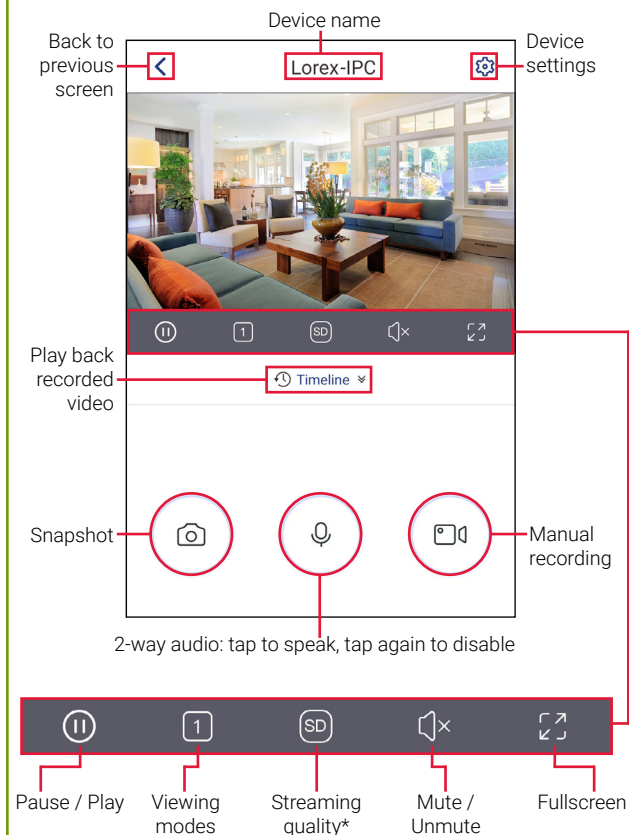 Device name
Back to
previous
screen
Lorex-IPC
Device
settings
1
SD
Play back
recorded
video
Timeline
Snapshot
Manual
recording
2-way audio: tap to speak, tap again to disable
1
SD
Pause / Play
Viewing
modes
Streaming
quality*
Mute /
Unmute
Fullscreen